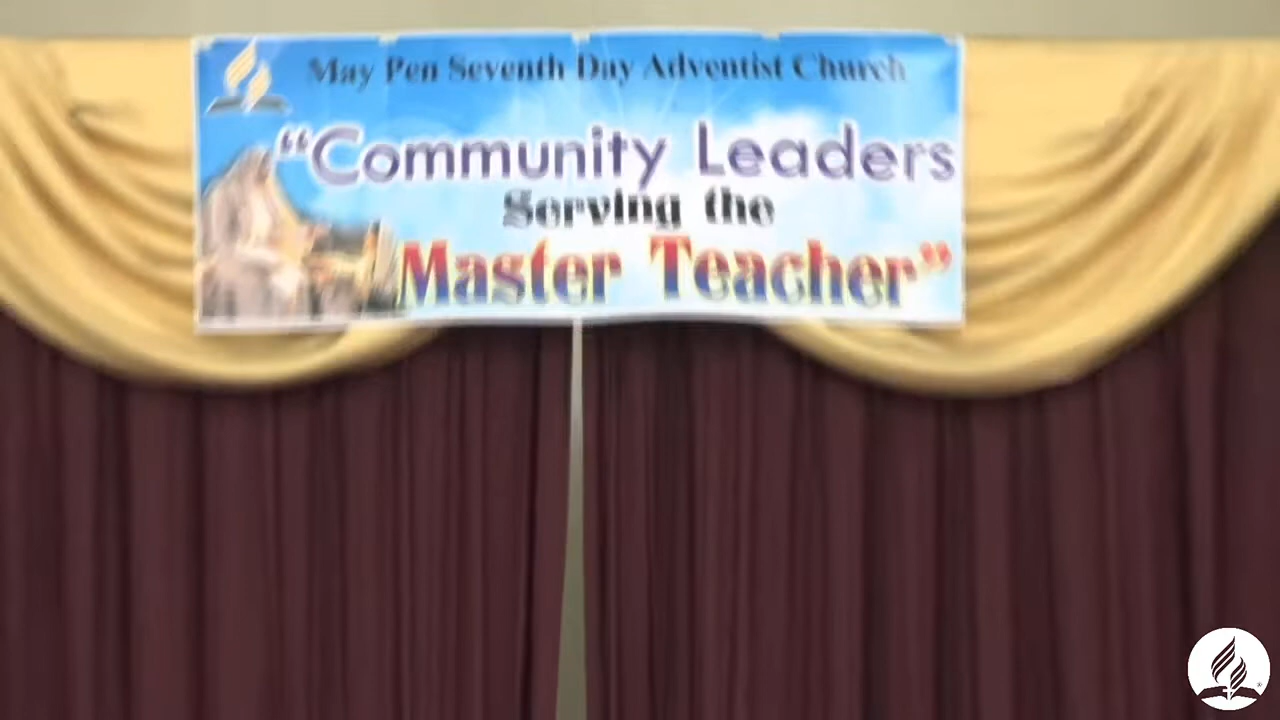 May Pen Seventh Day Adventist Church
“Community Leaders
Serving the
Master Teacher”